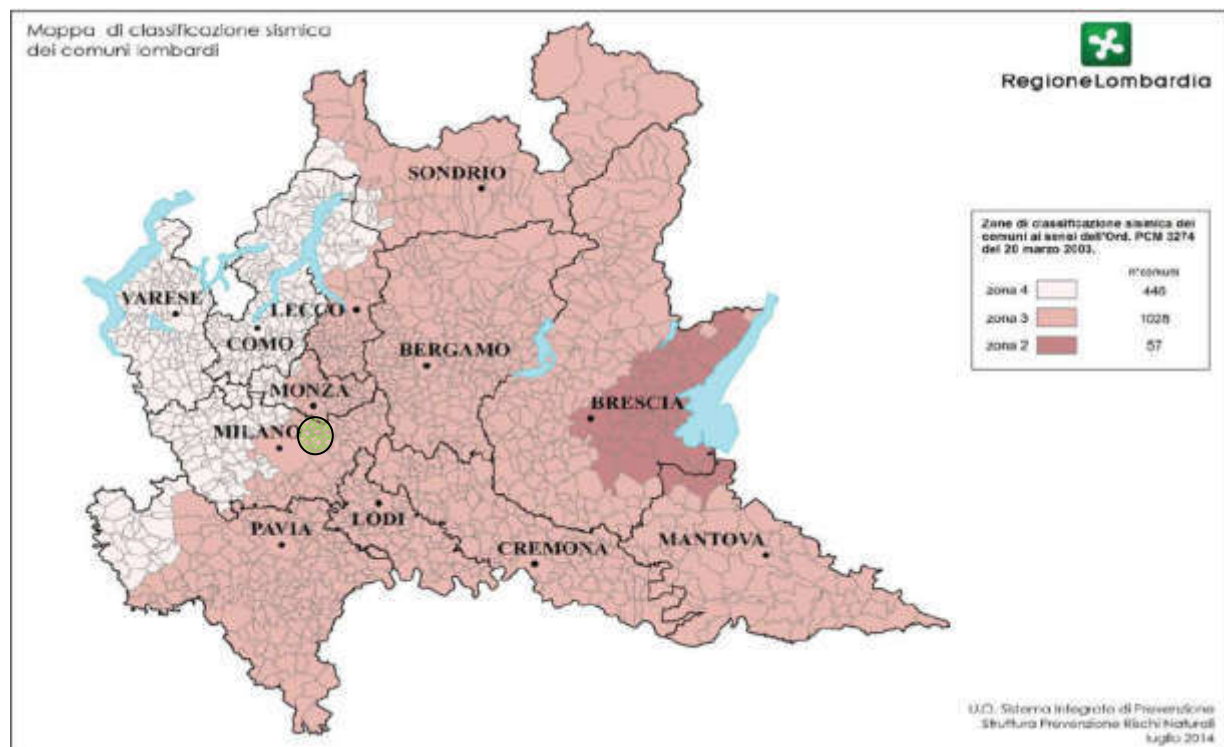 Mappa di classificazione sismica
dei comuni lombardi
RegioneLombardia
SONDRIO
VARESE
LECCO
COMO
BERGAMO
MONZA
BRESCIA
MILANO
PAVIA
LODI
CREMONA
MANTOVA
Zone di classificazione sismica dei
comuni ai sensi dell'Ord. PCM 3274
del 20 marzo 2003.
n°comuni
zona 4 446
zona 3 1028
zona 2 57
U.O. Sistema Integrato di Prevenzione
Struttura Prevenzione Rischi Naturali
luglio 2014